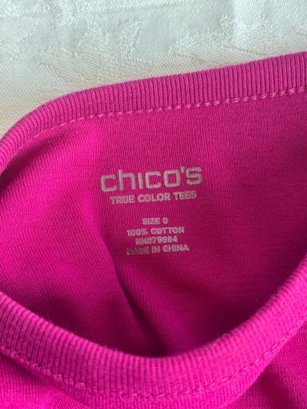 chico's
TRUE COLOR TEES
SIZE 0
100% COTTON
RN#79984
MADE IN CHINA